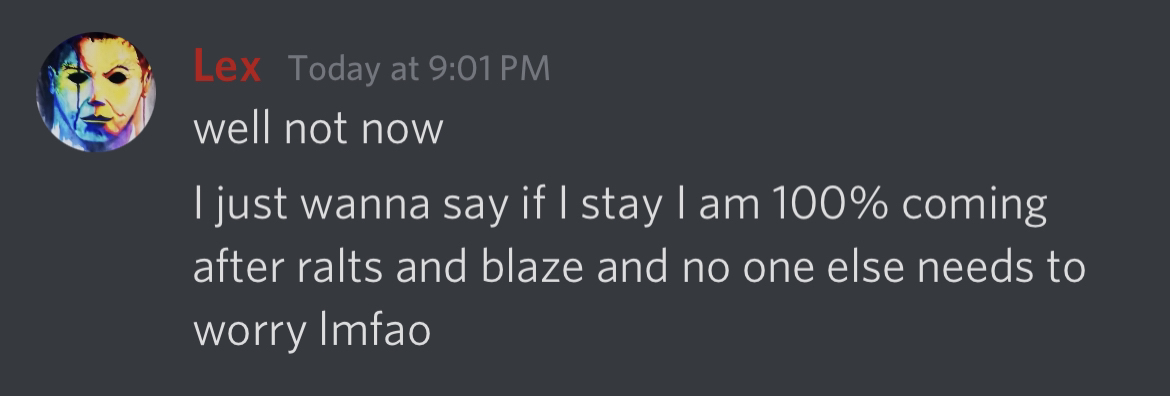 Lex Today at 9:01 PM
well not now
I just wanna say if I stay I am 100% coming
after ralts and blaze and no one else needs to
worry lmfao